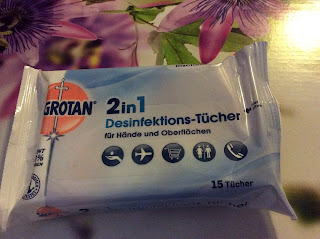 GROTAN®
2in1
Desinfektions-Tücher
für Hände und Oberflächen
15 Tücher